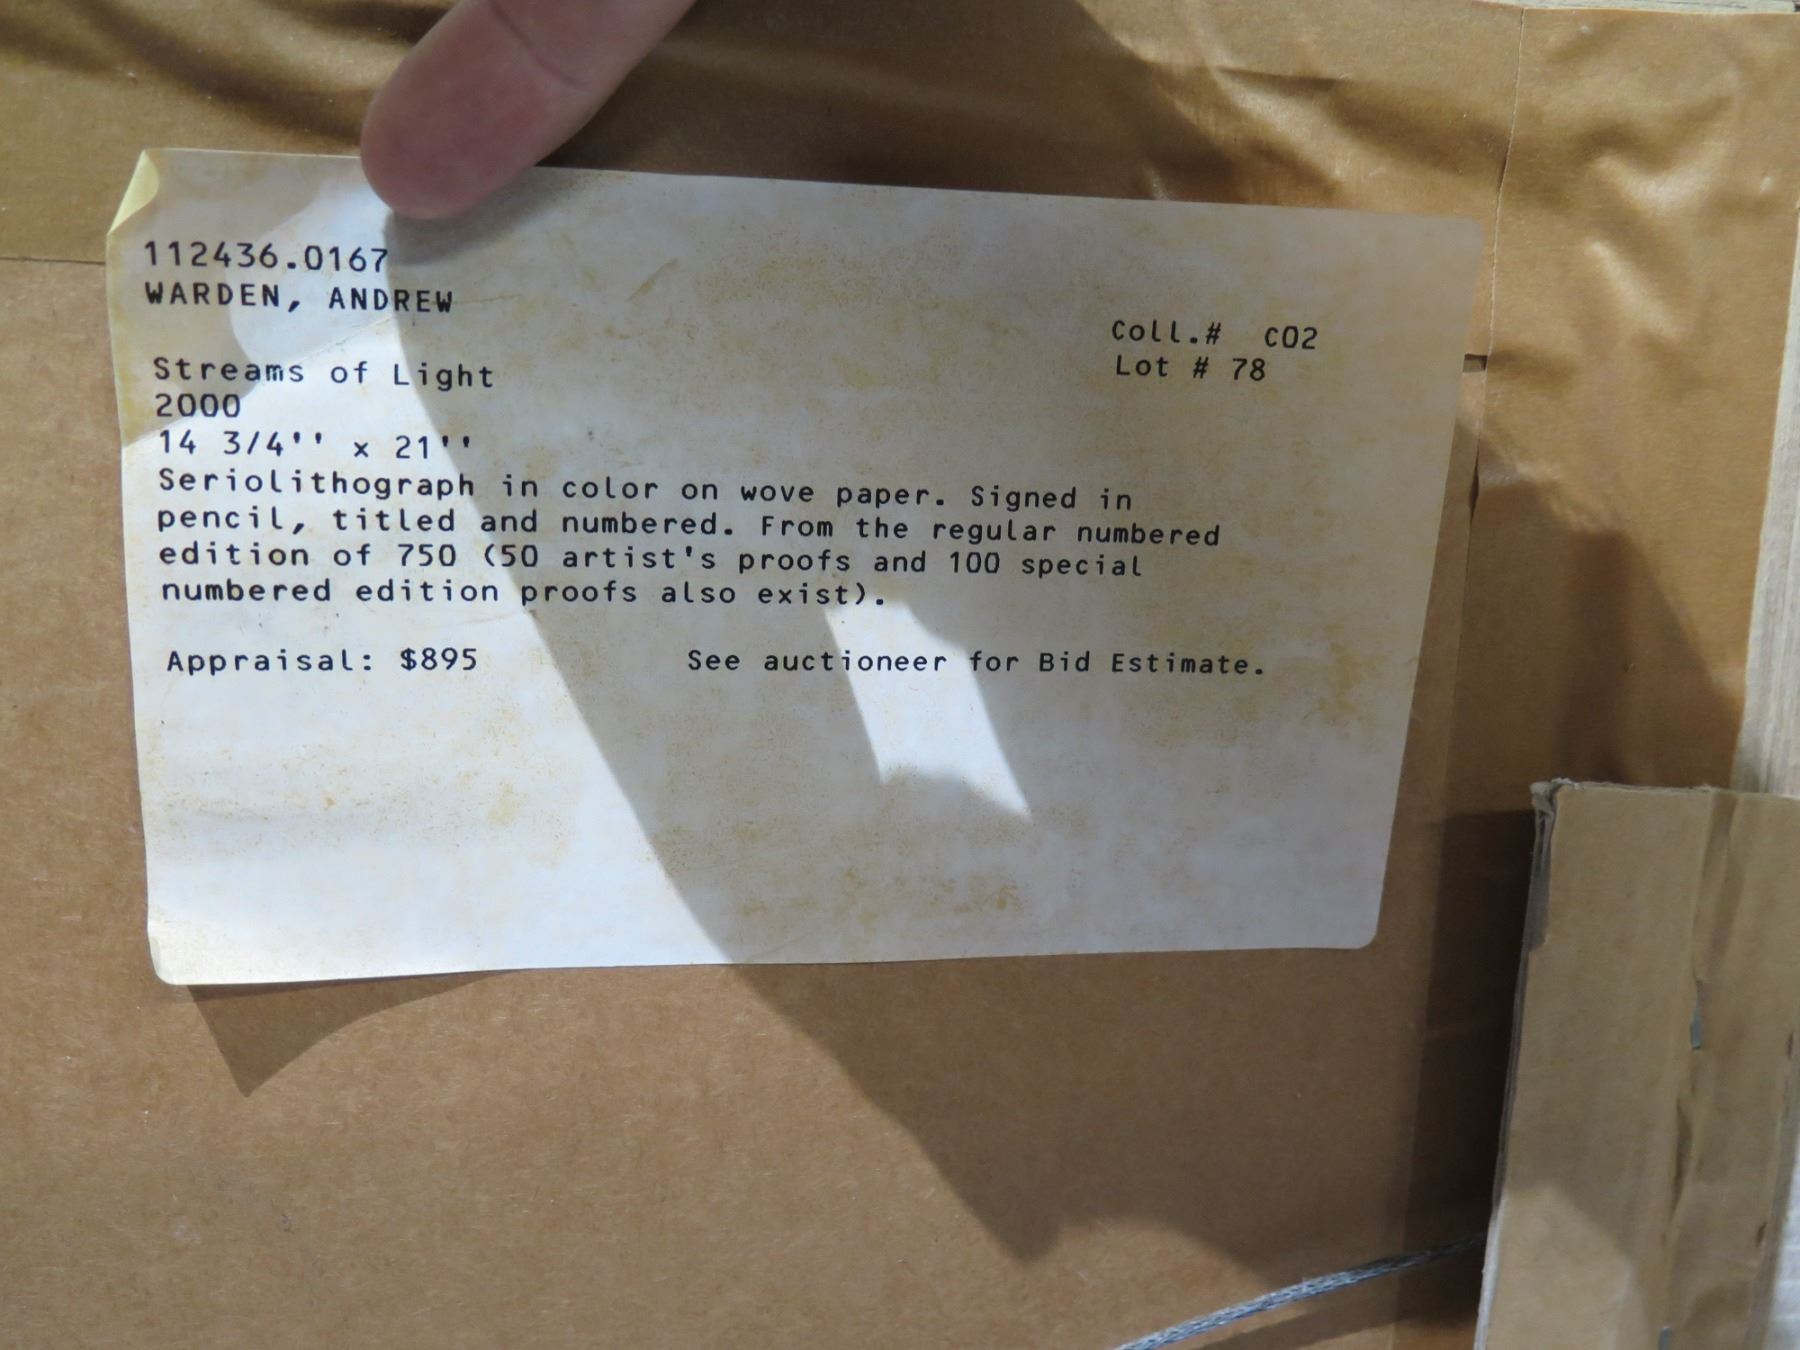 112436.0167
WARDEN, ANDREW
Coll.# C02
Lot # 78
Streams of Light
2000
14 3/4'' x 21''
Seriolithograph in color on wove paper. Signed in
pencil, titled and numbered. From the regular numbered
edition of 750 (50 artist's proofs and 100 special
numbered edition proofs also exist).
Appraisal: $895 See auctioneer for Bid Estimate.